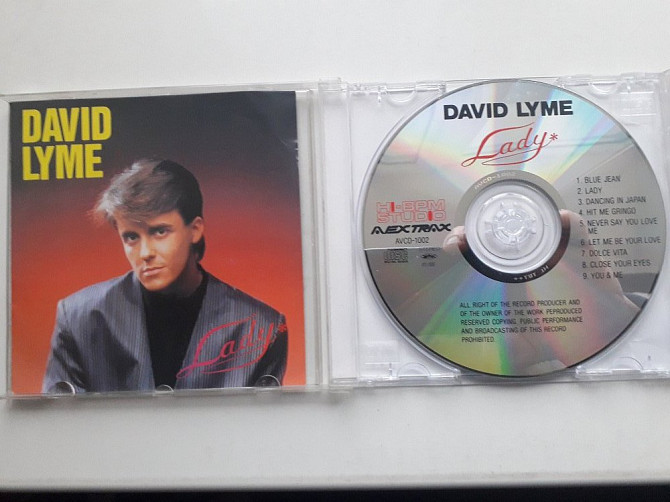 DAVID
LYME
Lady*
DAVID LYME
Lady*
HI-BPM
STUDIO
AVEX TRAX
AVCD-1002
1. BLUE JEAN
2. LADY
3. DANCING IN JAPAN
4. HIT ME GRINGO
5. NEVER SAY YOU LOVE
ME
6. LET ME BE YOUR LOVE
7. DOLCE VITA
8. CLOSE YOUR EYES
9. YOU & ME
ALL RIGHT OF THE RECORD PRODUCER AND
OF THE OWNER OF THE WORK PEPRODUCED
RESERVED COPYING, PUBLIC PERFORMANCE
AND BROADCASTING OF THIS RECORD
PROHIBITED.